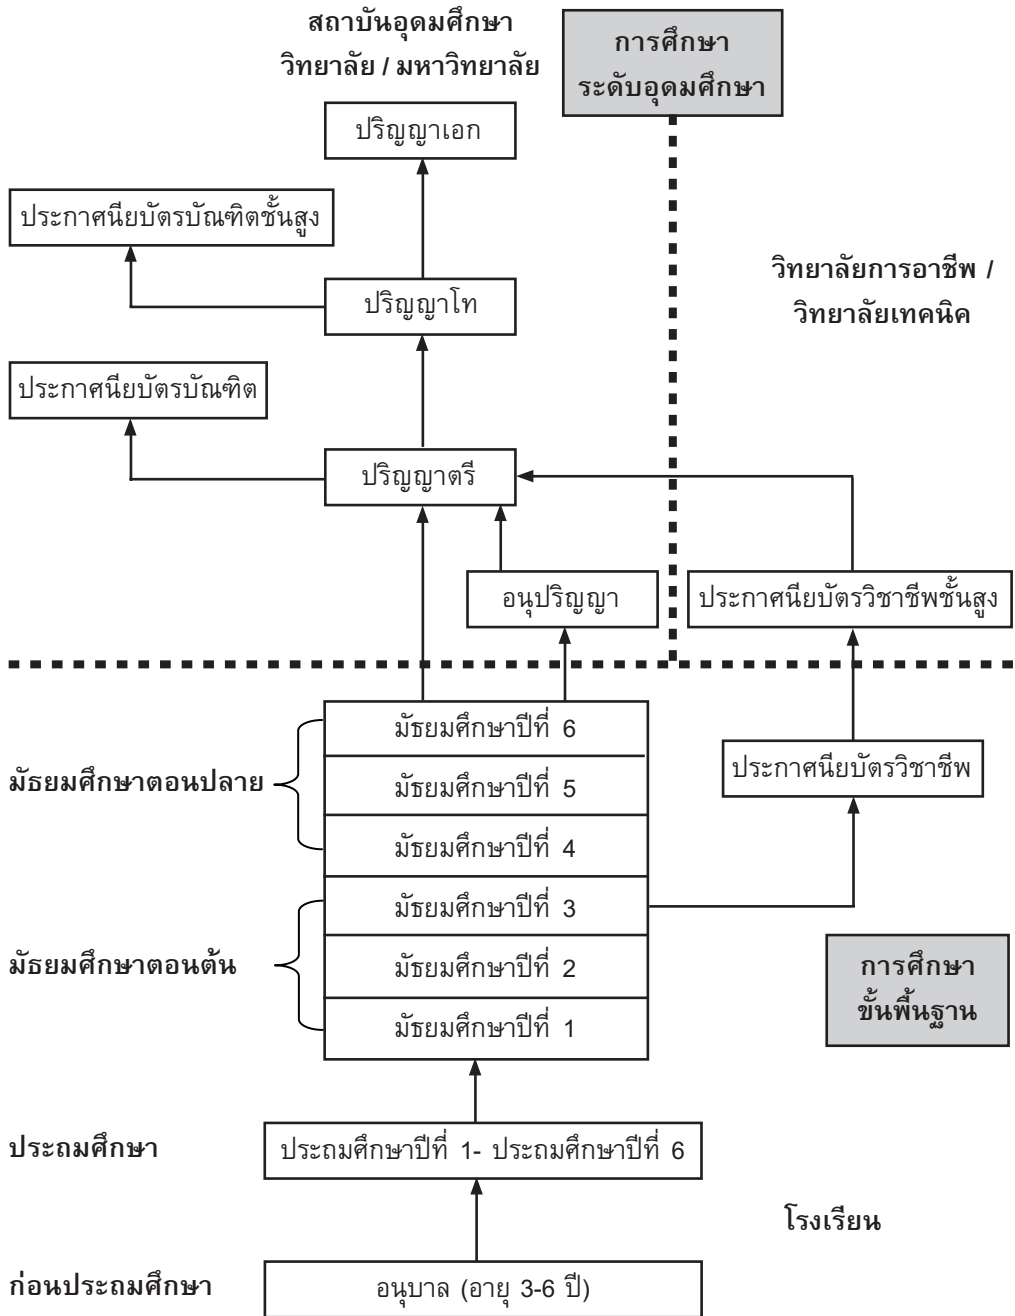 สถาบันอุดมศึกษา
วิทยาลัย / มหาวิทยาลัย
การศึกษา
ระดับอุดมศึกษา
ปริญญาเอก
ประกาศนียบัตรบัณฑิตชั้นสูง
วิทยาลัยการอาชีพ /
วิทยาลัยเทคนิค
ปริญญาโท
ประกาศนียบัตรบัณฑิต
ปริญญาตรี
อนุปริญญา
ประกาศนียบัตรวิชาชีพชั้นสูง
มัธยมศึกษาปีที่ 6
มัธยมศึกษาตอนปลาย
มัธยมศึกษาปีที่ 5
ประกาศนียบัตรวิชาชีพ
มัธยมศึกษาปีที่ 4
มัธยมศึกษาปีที่ 3
มัธยมศึกษาตอนต้น
มัธยมศึกษาปีที่ 2
มัธยมศึกษาปีที่ 1
การศึกษา
ขั้นพื้นฐาน
ประถมศึกษา
ประถมศึกษาปีที่ 1- ประถมศึกษาปีที่ 6
โรงเรียน
ก่อนประถมศึกษา
อนุบาล (อายุ 3-6 ปี)